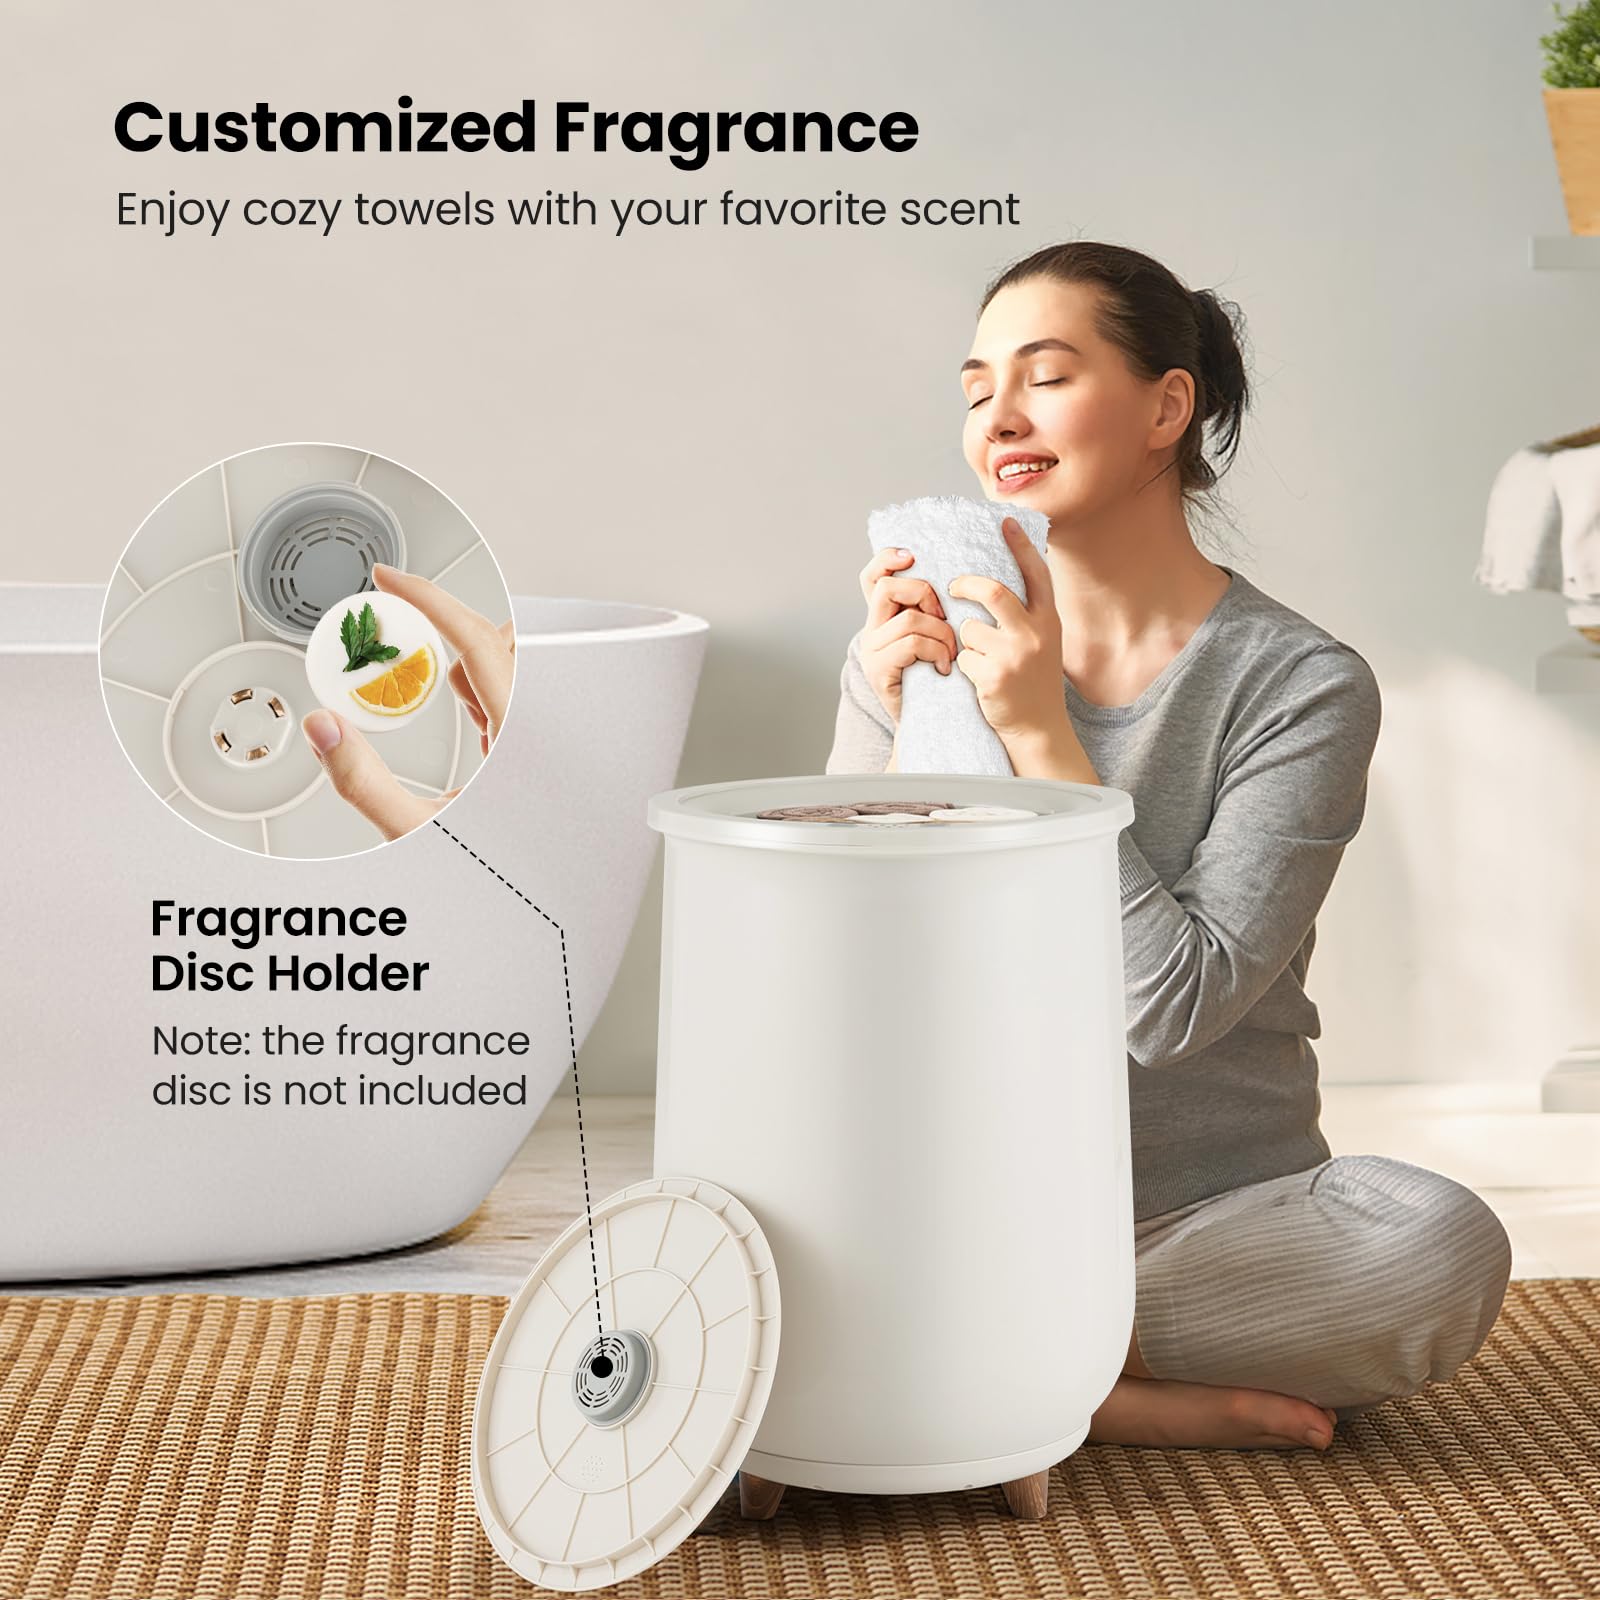 Customized Fragrance
Enjoy cozy towels with your favorite scent
Fragrance
Disc Holder
Note: the fragrance
disc is not included